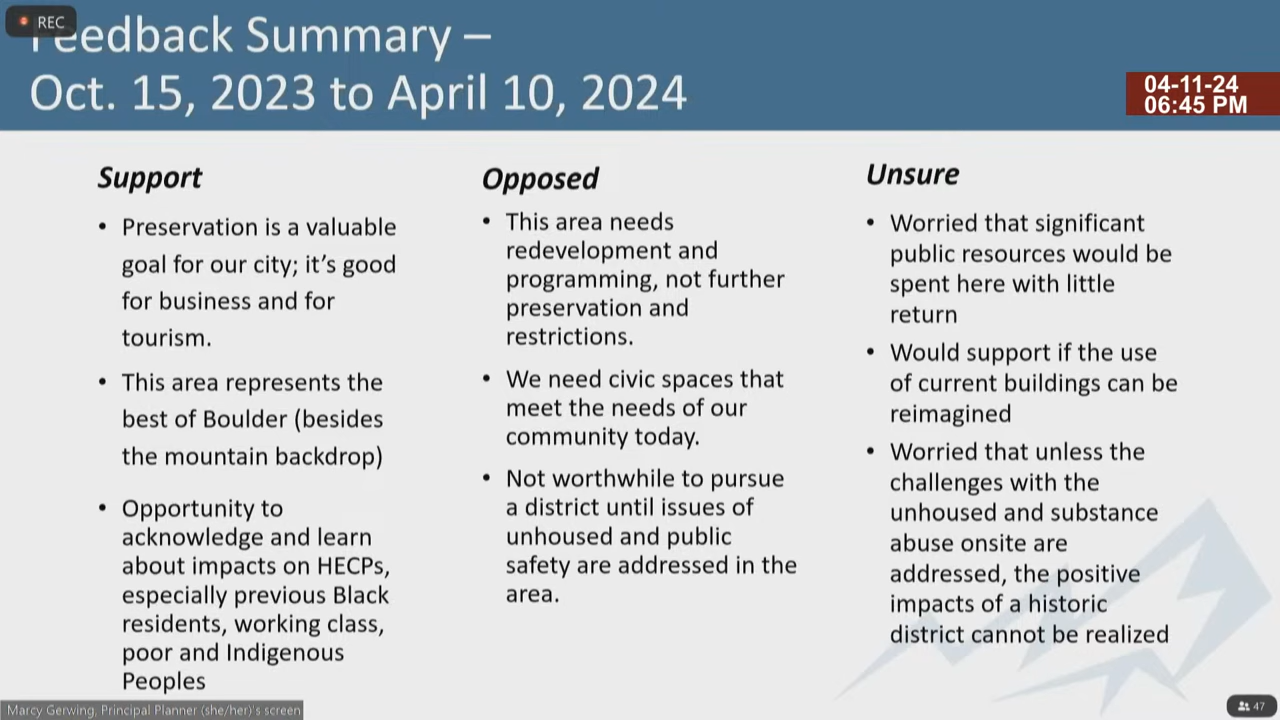 REC
Feedback Summary –
Oct. 15, 2023 to April 10, 2024
04-11-24
06:45 PM
Support
• Preservation is a valuable
goal for our city; it’s good
for business and for
tourism.
• This area represents the
best of Boulder (besides
the mountain backdrop)
• Opportunity to
acknowledge and learn
about impacts on HECPs,
especially previous Black
residents, working class,
poor and Indigenous
Peoples
Opposed
• This area needs
redevelopment and
programming, not further
preservation and
restrictions.
• We need civic spaces that
meet the needs of our
community today.
• Not worthwhile to pursue
a district until issues of
unhoused and public
safety are addressed in the
area.
Unsure
• Worried that significant
public resources would be
spent here with little
return
• Would support if the use
of current buildings can be
reimagined
• Worried that unless the
challenges with the
unhoused and substance
abuse onsite are
addressed, the positive
impacts of a historic
district cannot be realized
Marcy Gerwing, Principal Planner (she/her)'s screen
47